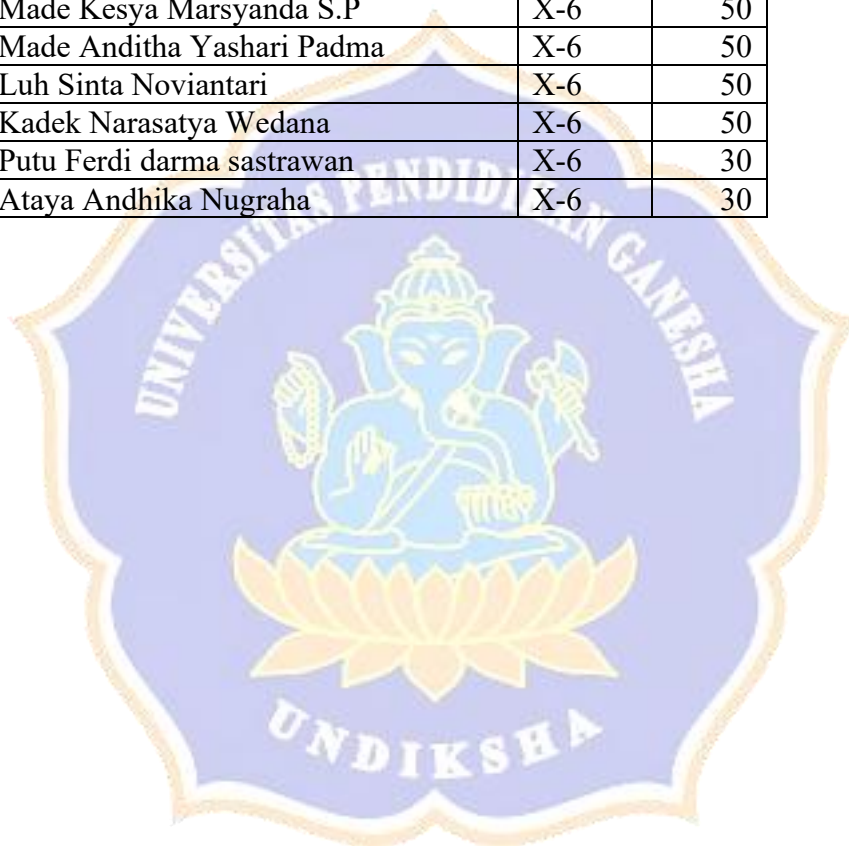 Made Kesya Marsyanda S.P X-6 50
Made Anditha Yashari Padma X-6 50
Luh Sinta Noviantari X-6 50
Kadek Narasatya Wedana X-6 50
Putu Ferdi darma sastrawan X-6 30
Ataya Andhika Nugraha X-6 30
UNIVERSITAS PENDIDIKAN GANESHA
UNDIKSHA